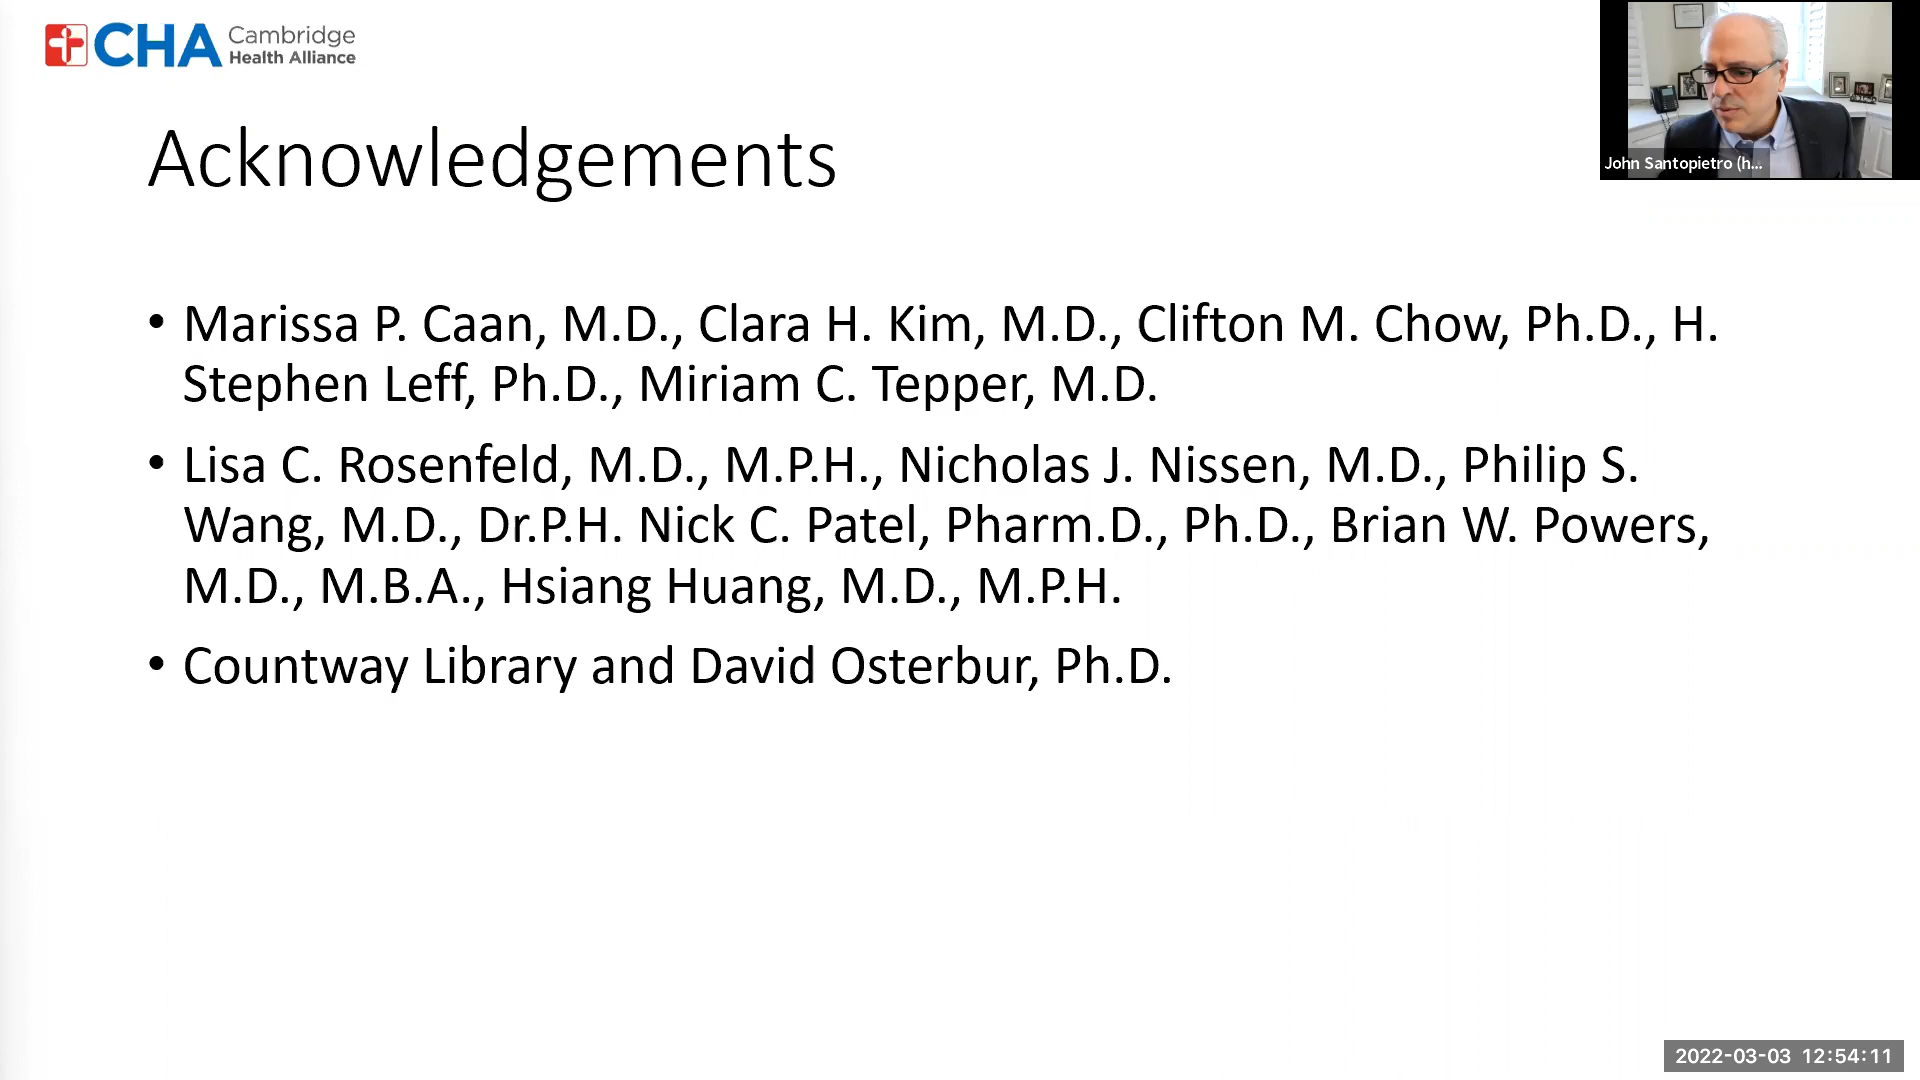 CHA Cambridge
Health Alliance
John Santopietro (h...
Acknowledgements
• Marissa P. Caan, M.D., Clara H. Kim, M.D., Clifton M. Chow, Ph.D., H.
Stephen Leff, Ph.D., Miriam C. Tepper, M.D.
• Lisa C. Rosenfeld, M.D., M.P.H., Nicholas J. Nissen, M.D., Philip S.
Wang, M.D., Dr.P.H. Nick C. Patel, Pharm.D., Ph.D., Brian W. Powers,
M.D., M.B.A., Hsiang Huang, M.D., M.P.H.
• Countway Library and David Osterbur, Ph.D.
2022-03-03 12:54:11